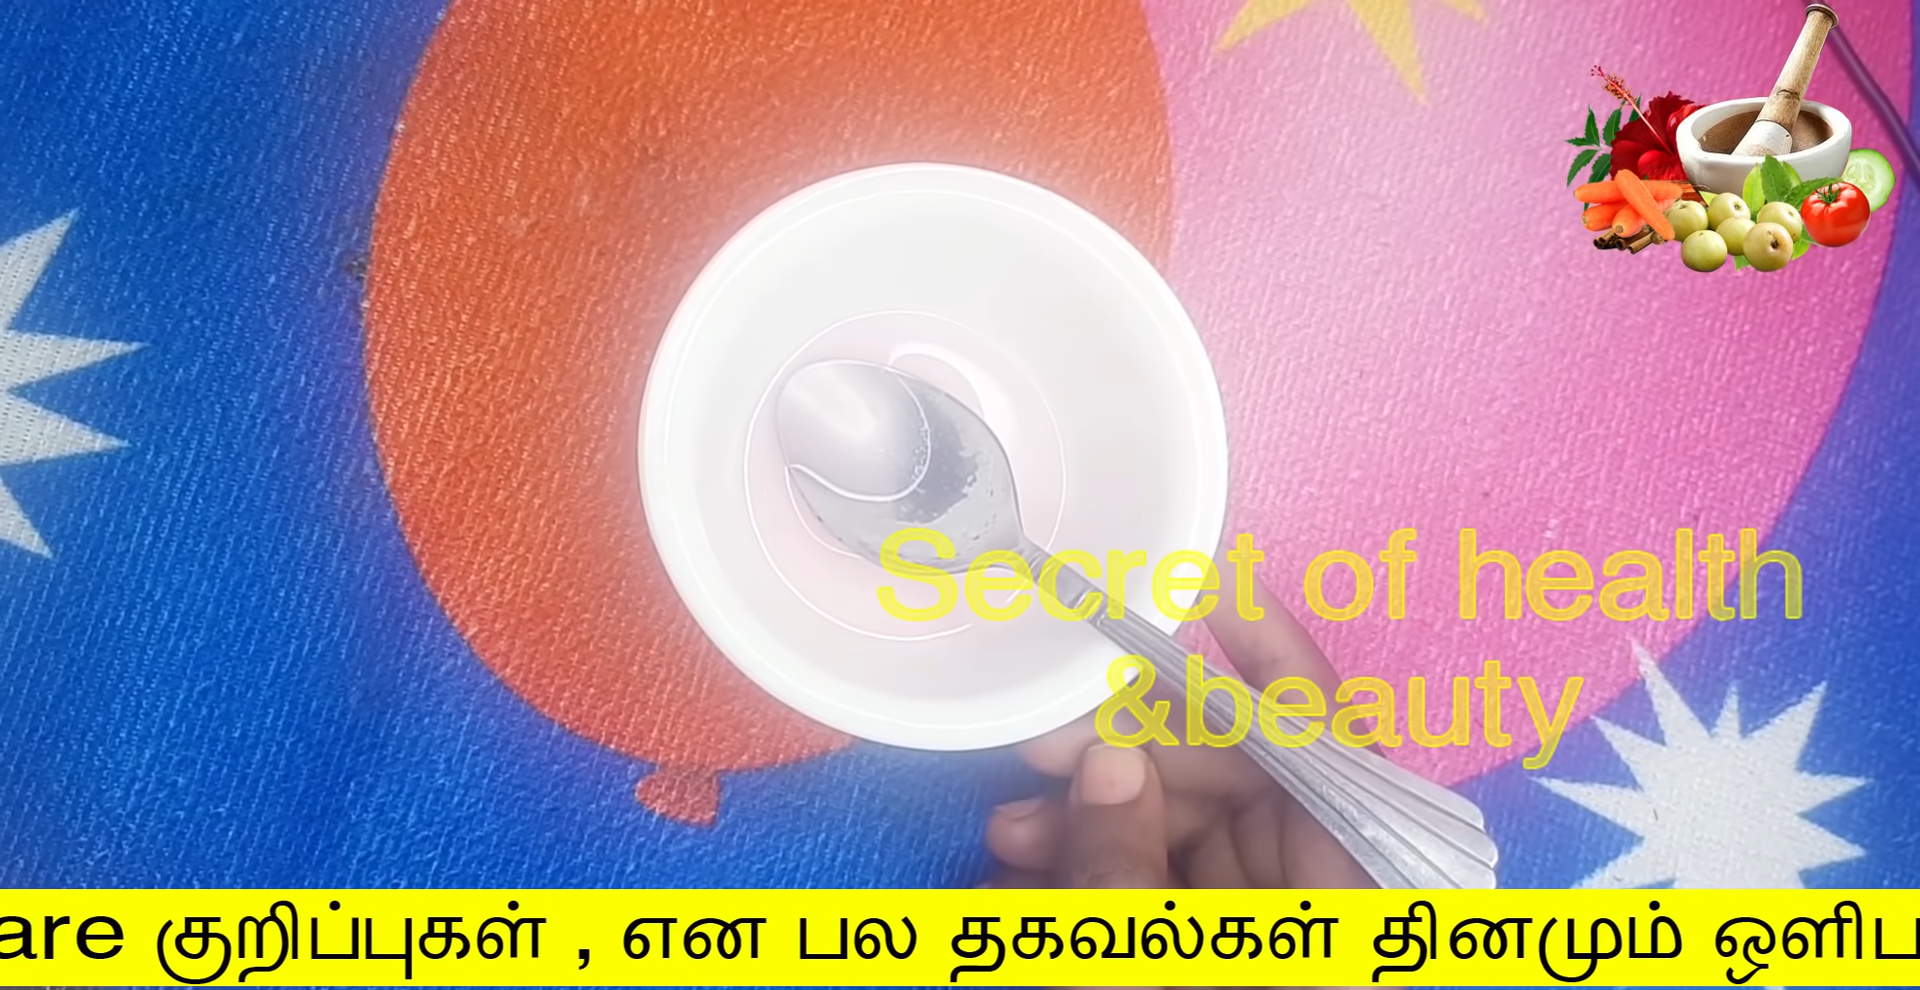 Secret of health
&beauty
are குறிப்புகள் , என பல தகவல்கள் தினமும் ஒளிப